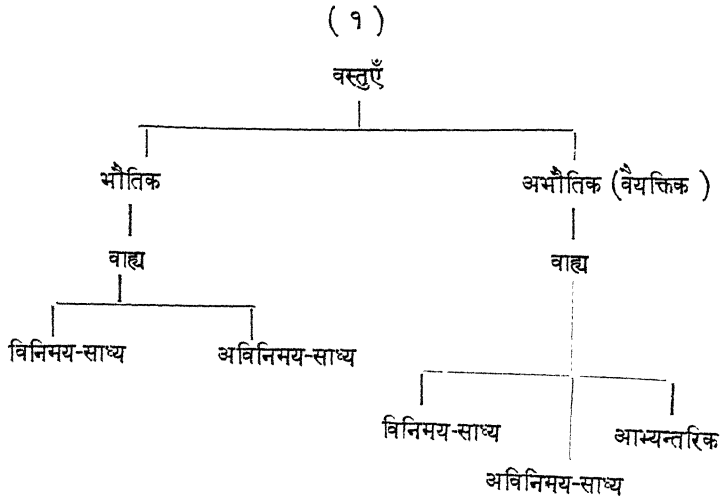 ( १ )
वस्तुएँ
भौतिक अभौतिक (वैयक्तिक )
वाह्य वाह्य
विनिमय-साध्य अविनिमय-साध्य
विनिमय-साध्य आभ्यन्तरिक
अविनिमय-साध्य